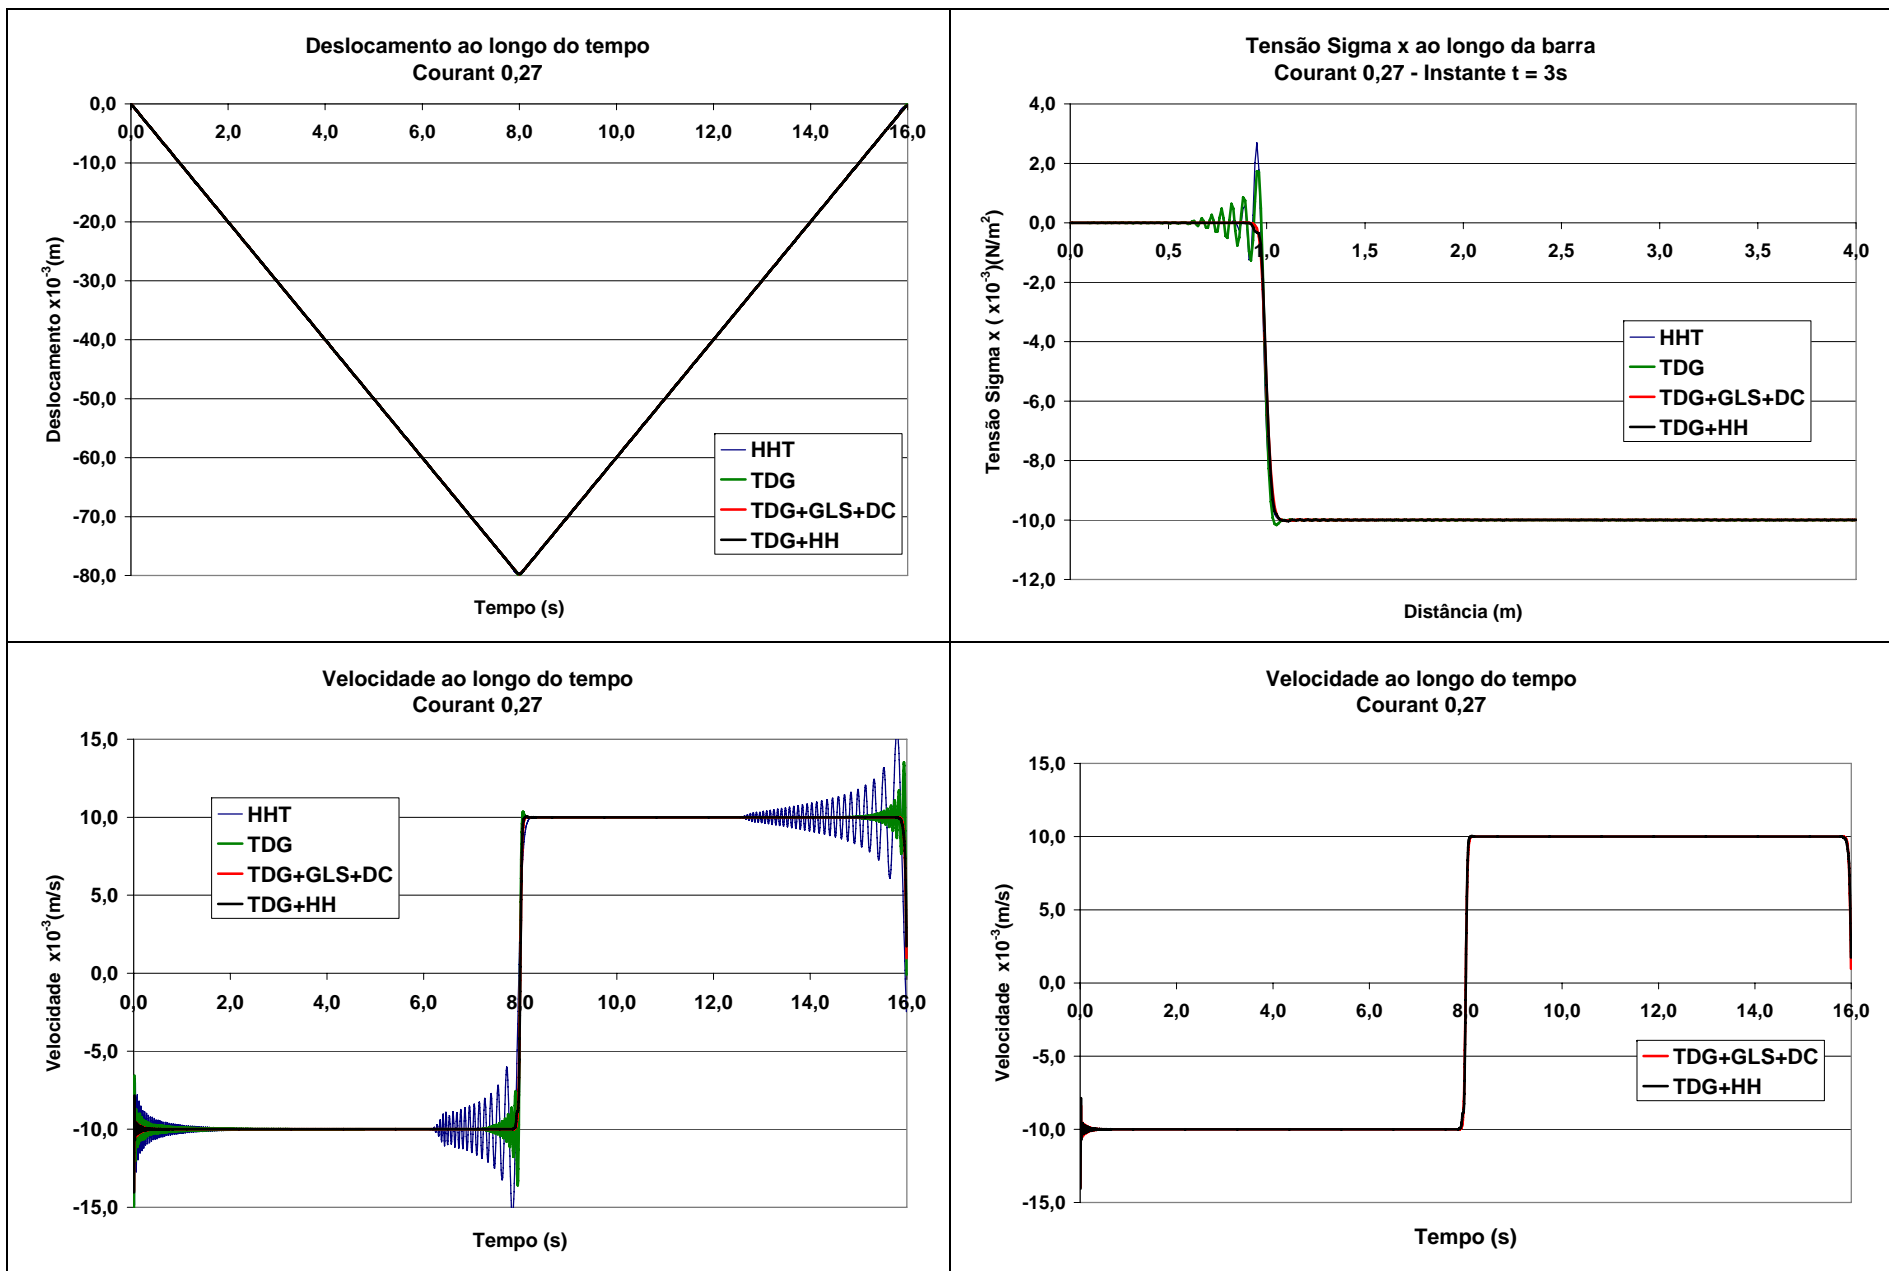 Deslocamento ao longo do tempo
Courant 0,27
0,0
0,0 2,0 4,0 6,0 8,0 10,0 12,0 14,0 16,0
-10,0
-20,0
-30,0
-40,0
-50,0
-60,0
-70,0
-80,0
Deslocamento x10-3(m)
HHT
TDG
TDG+GLS+DC
TDG+HH
Tempo (s)
Tensão Sigma x ao longo da barra
Courant 0,27 - Instante t = 3s
4,0
2,0
0,0
0,0 0,5 1,0 1,5 2,0 2,5 3,0 3,5 4,0
-2,0
-4,0
-6,0
-8,0
-10,0
-12,0
Tensão Sigma x ( x10-3)(N/m2)
HHT
TDG
TDG+GLS+DC
TDG+HH
Distância (m)
Velocidade ao longo do tempo
Courant 0,27
15,0
10,0
5,0
0,0
0,0 2,0 4,0 6,0 8,0 10,0 12,0 14,0 16,0
-5,0
-10,0
-15,0
Velocidade x10-3(m/s)
HHT
TDG
TDG+GLS+DC
TDG+HH
Tempo (s)
Velocidade ao longo do tempo
Courant 0,27
15,0
10,0
5,0
0,0
0,0 2,0 4,0 6,0 8,0 10,0 12,0 14,0 16,0
-5,0
-10,0
-15,0
Velocidade x10-3(m/s)
TDG+GLS+DC
TDG+HH
Tempo (s)